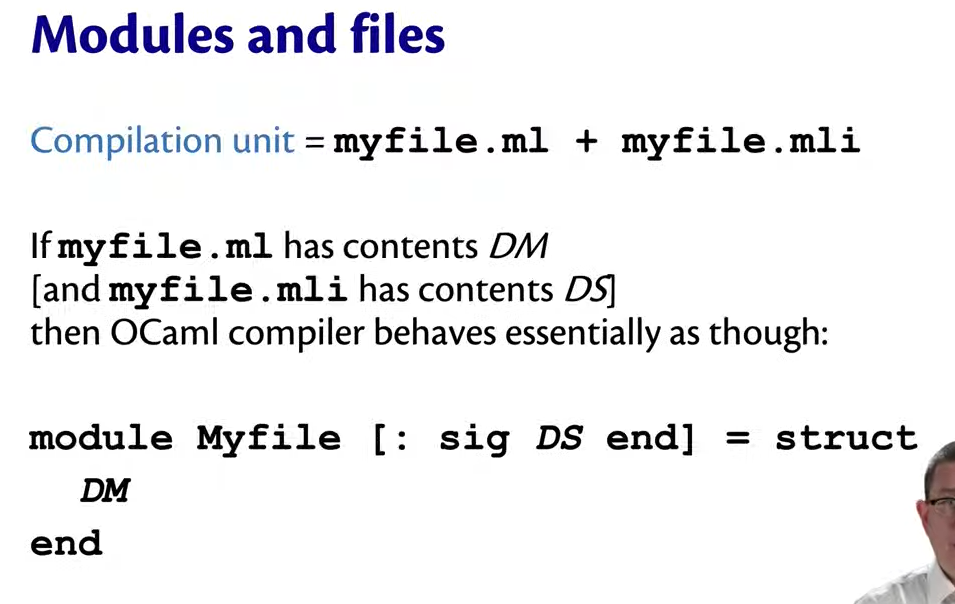 Modules and files
Compilation unit = myfile.ml + myfile.mli
If myfile.ml has contents DM
[and myfile.mli has contents DS]
then OCaml compiler behaves essentially as though:
module Myfile [: sig DS end] = struct
DM
end